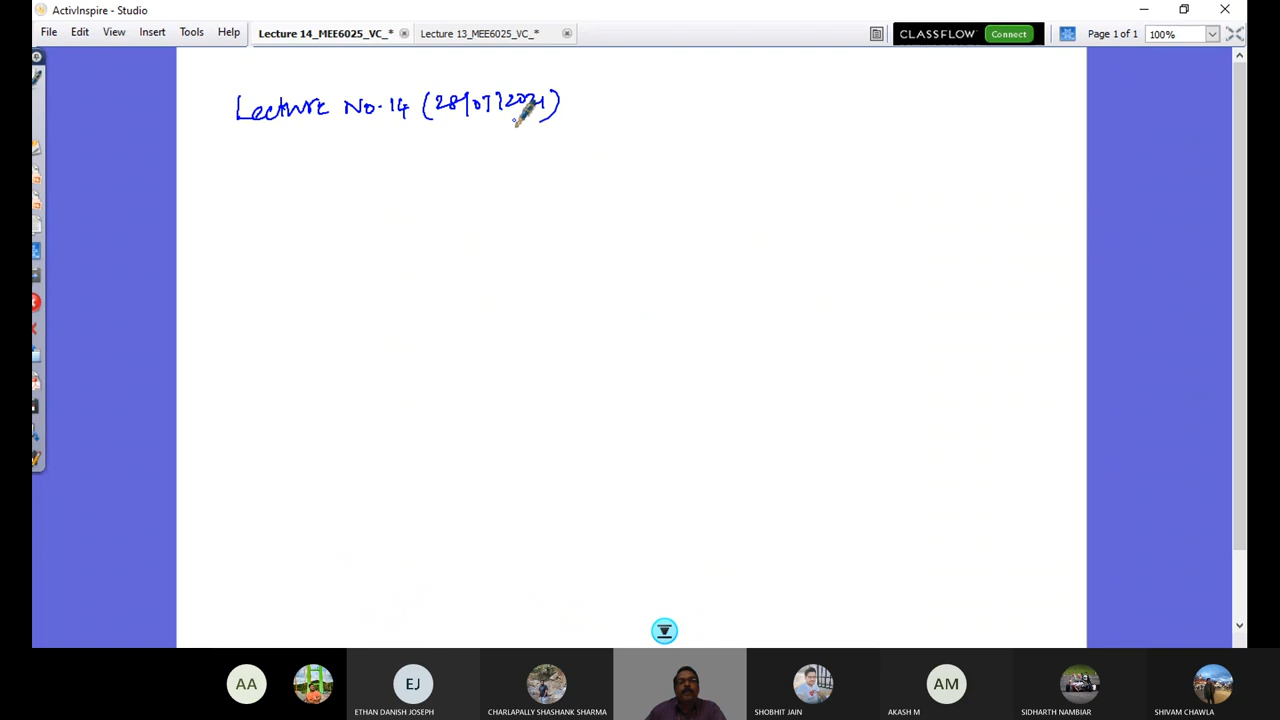 ActivInspire - Studio
File Edit View Insert Tools Help
Lecture 14_MEE6025_VC_*
Lecture 13_MEE6025_VC_*
CLASSFLOW Connect
Page 1 of 1
100%
Lecture No. 14 (28/07/2021)
AA
EJ
AM
ETHAN DANISH JOSEPH
CHARLAPALLY SHASHANK SHARMA
SHOBHIT JAIN
AKASH M
SIDHARTH NAMBIAR
SHIVAM CHAWLA